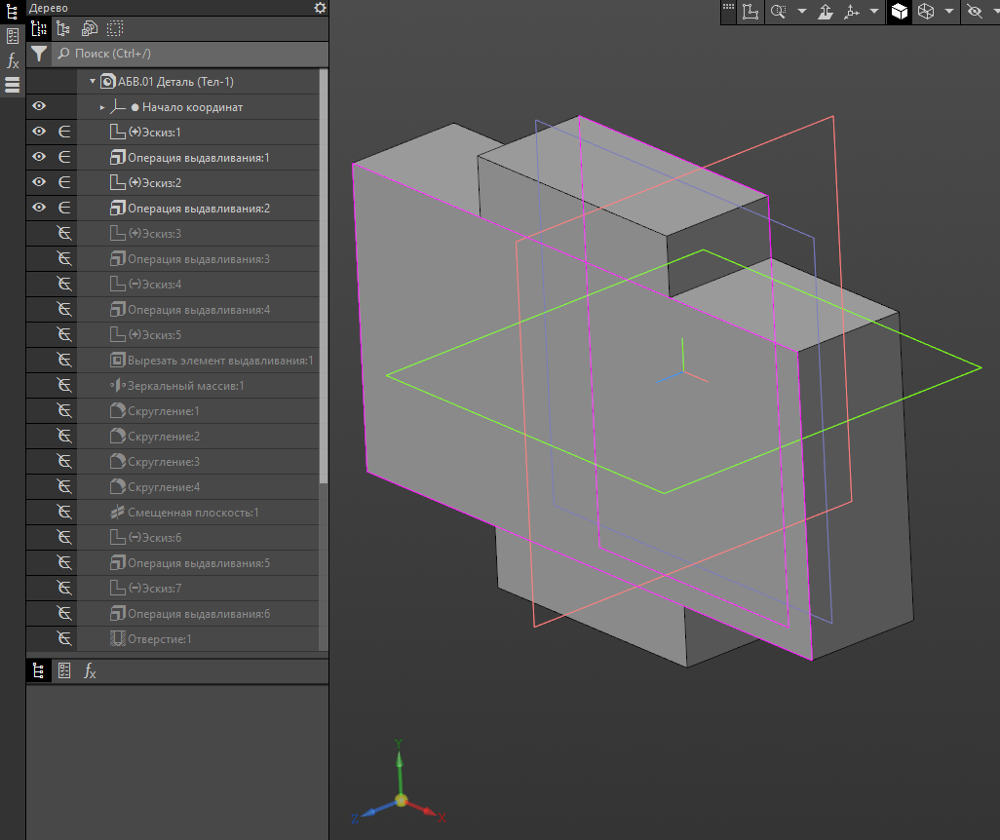 Дерево
Поиск (Ctrl+/)
АБВ.01 Деталь (Тел-1)
Начало координат
(+)Эскиз:1
Операция выдавливания:1
(+)Эскиз:2
Операция выдавливания:2
(+)Эскиз:3
Операция выдавливания:3
(−)Эскиз:4
Операция выдавливания:4
(+)Эскиз:5
Вырезать элемент выдавливания:1
Зеркальный массив:1
Скругление:1
Скругление:2
Скругление:3
Скругление:4
Смещенная плоскость:1
(−)Эскиз:6
Операция выдавливания:5
(−)Эскиз:7
Операция выдавливания:6
Отверстие:1
fx
Y
Z
X